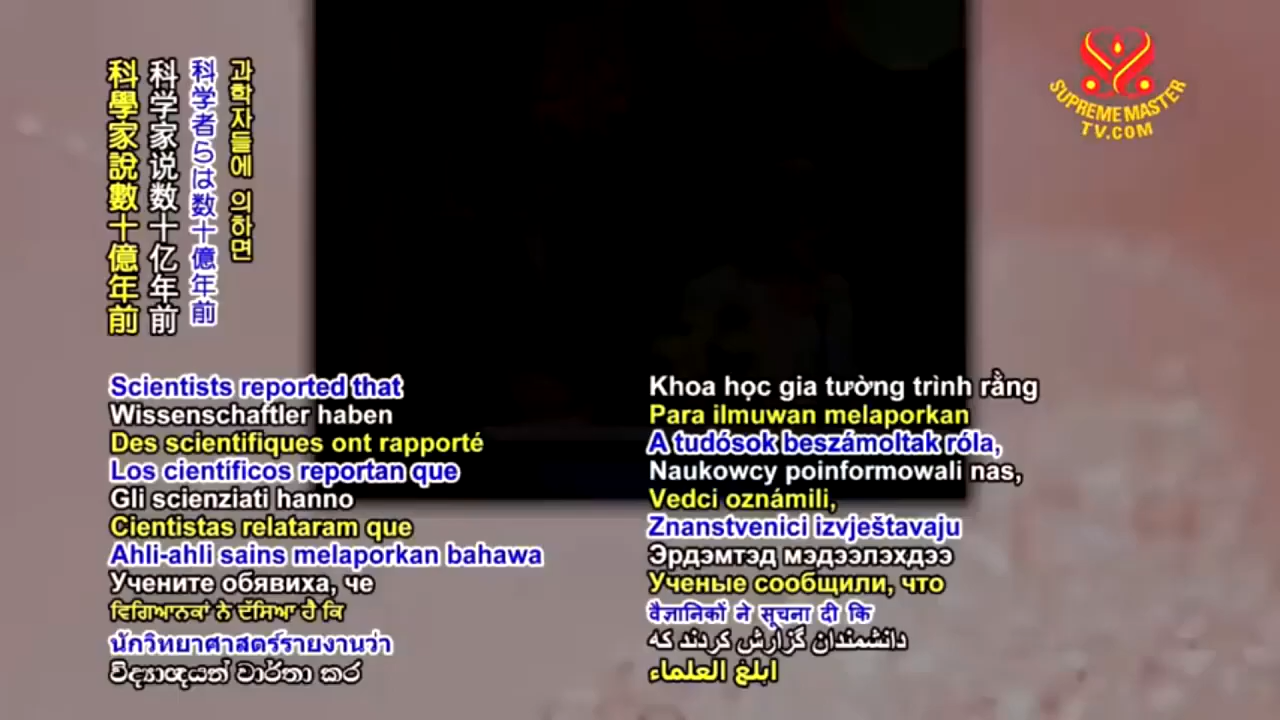 科學家說數十億年前
科学家说数十亿年前
科学者らは数十億年前
과학자들에 의하면
SUPREME MASTER
TV.COM
Scientists reported that
Wissenschaftler haben
Des scientifiques ont rapporté
Los científicos reportan que
Gli scienziati hanno
Cientistas relataram que
Ahli-ahli sains melaporkan bahawa
Учените обявиха, че
ਵਿਗਿਆਨਕਾਂ ਨੇ ਦੱਸਿਆ ਹੈ ਕਿ
นักวิทยาศาสตร์รายงานว่า
විද්‍යාඥයන් වාර්තා කර
Khoa học gia tường trình rằng
Para ilmuwan melaporkan
A tudósok beszámoltak róla,
Naukowcy poinformowali nas,
Vedci oznámili,
Znanstvenici izvještavaju
Эрдэмтэд мэдээлэхдээ
Ученые сообщили, что
वैज्ञानिकों ने सूचना दी कि
دانشمندان گزارش کردند که
ابلغ العلماء